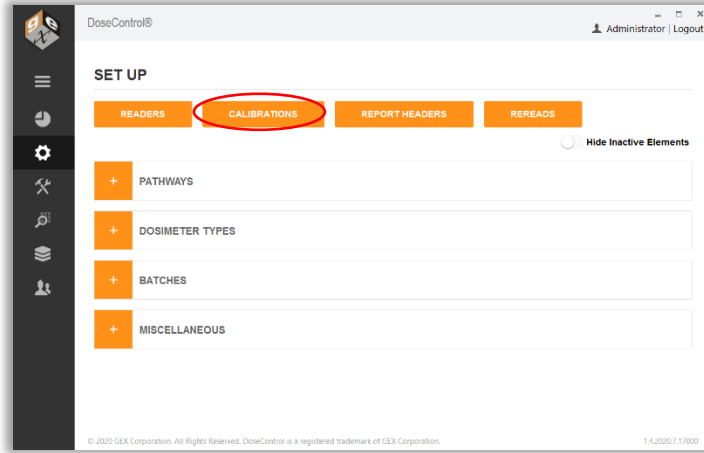 gex
DoseControl®
Administrator | Logout
SET UP
READERS CALIBRATIONS REPORT HEADERS REREADS
Hide Inactive Elements
+ PATHWAYS
+ DOSIMETER TYPES
+ BATCHES
+ MISCELLANEOUS
© 2020 GEX Corporation. All Rights Reserved. DoseControl is a registered trademark of GEX Corporation. 1.4.2020.7.17000